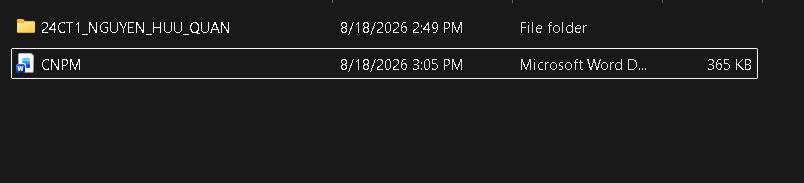 24CT1_NGUYEN_HUU_QUAN 8/18/2026 2:49 PM File folder
CNPM 8/18/2026 3:05 PM Microsoft Word D... 365 KB